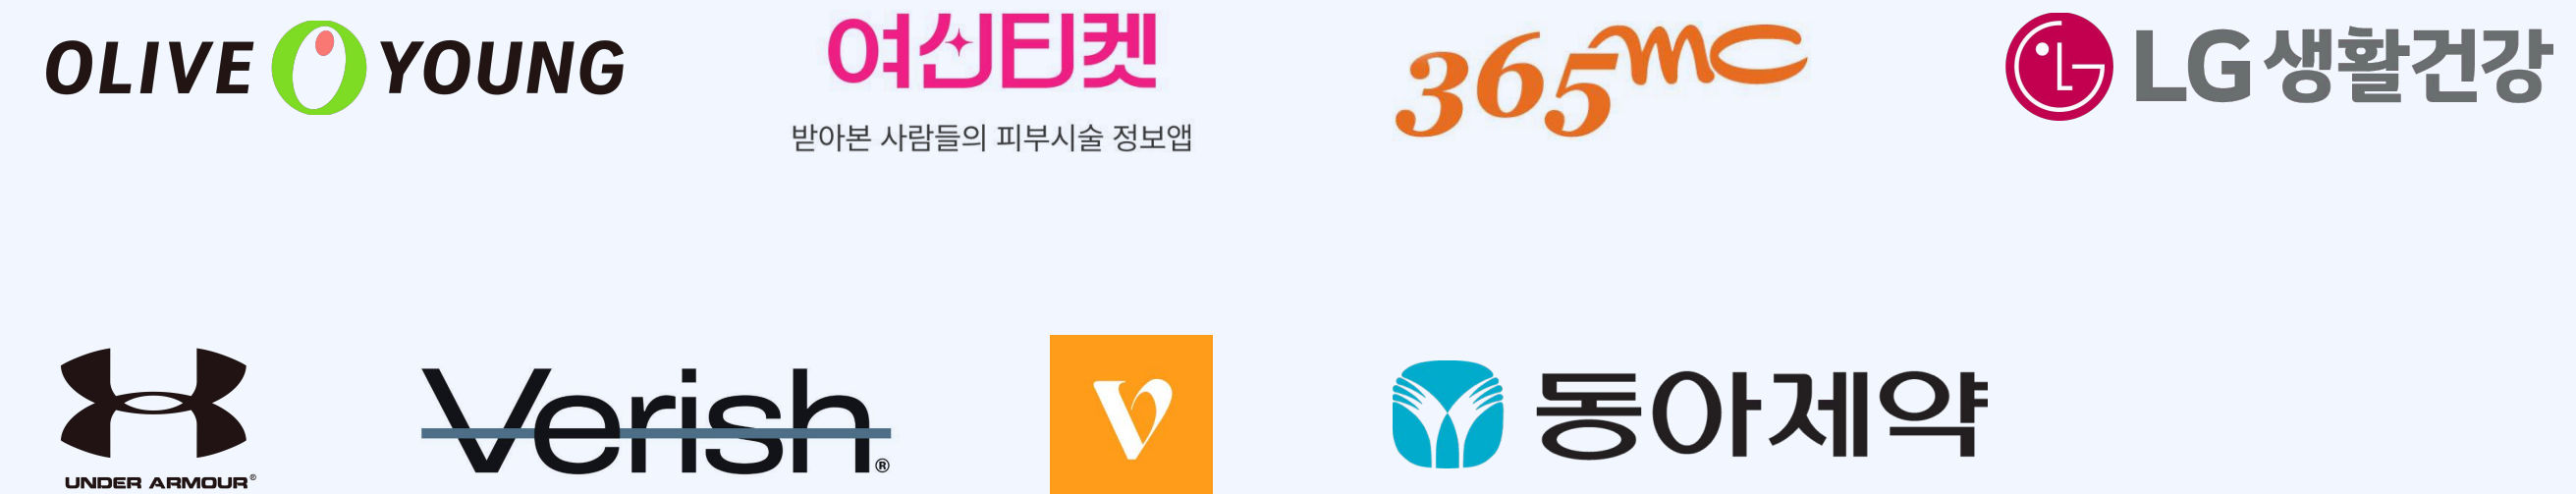 OLIVE YOUNG
여신티켓
받아본 사람들의 피부시술 정보앱
365mc
LG생활건강
UNDER ARMOUR®
Verish®
V
동아제약